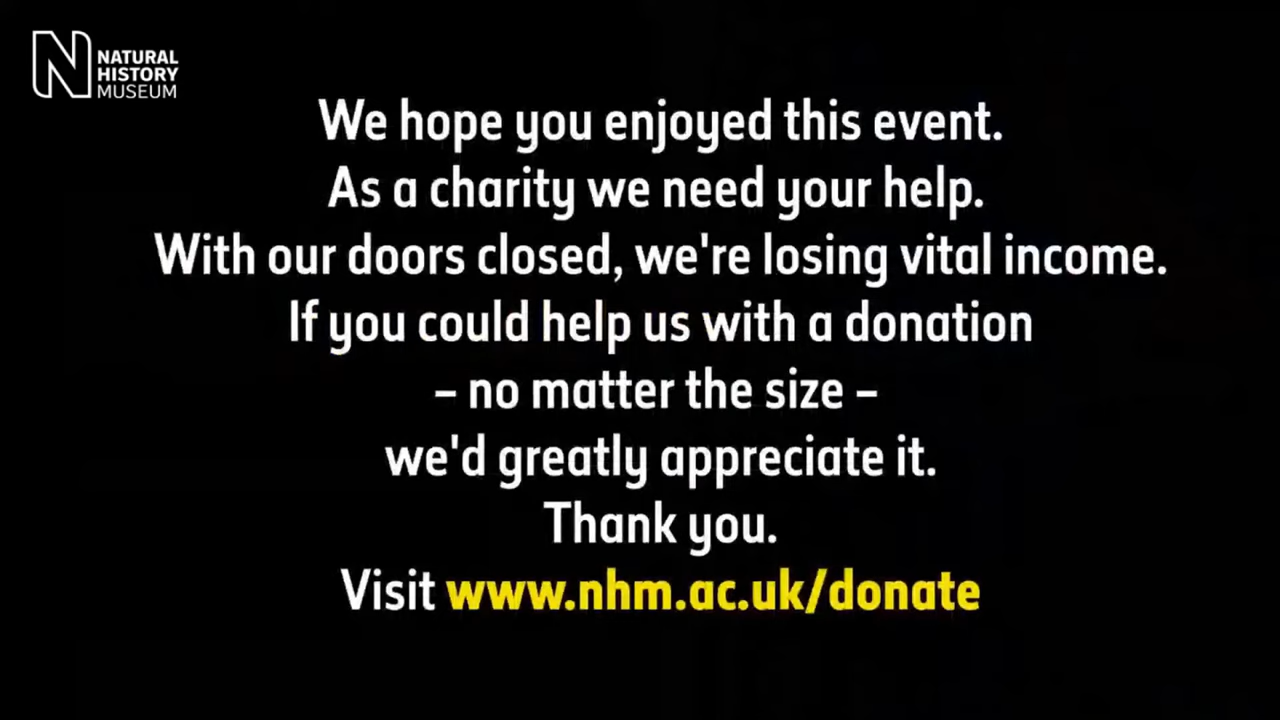 N NATURAL
HISTORY
MUSEUM
We hope you enjoyed this event.
As a charity we need your help.
With our doors closed, we're losing vital income.
If you could help us with a donation
– no matter the size –
we'd greatly appreciate it.
Thank you.
Visit www.nhm.ac.uk/donate